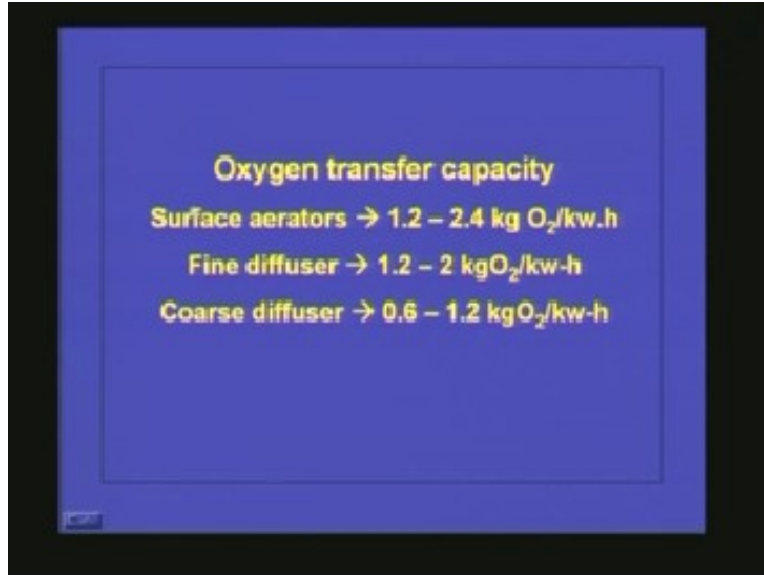 Oxygen transfer capacity
Surface aerators → 1.2 – 2.4 kg O₂/kw.h
Fine diffuser → 1.2 – 2 kgO₂/kw-h
Coarse diffuser → 0.6 – 1.2 kgO₂/kw-h